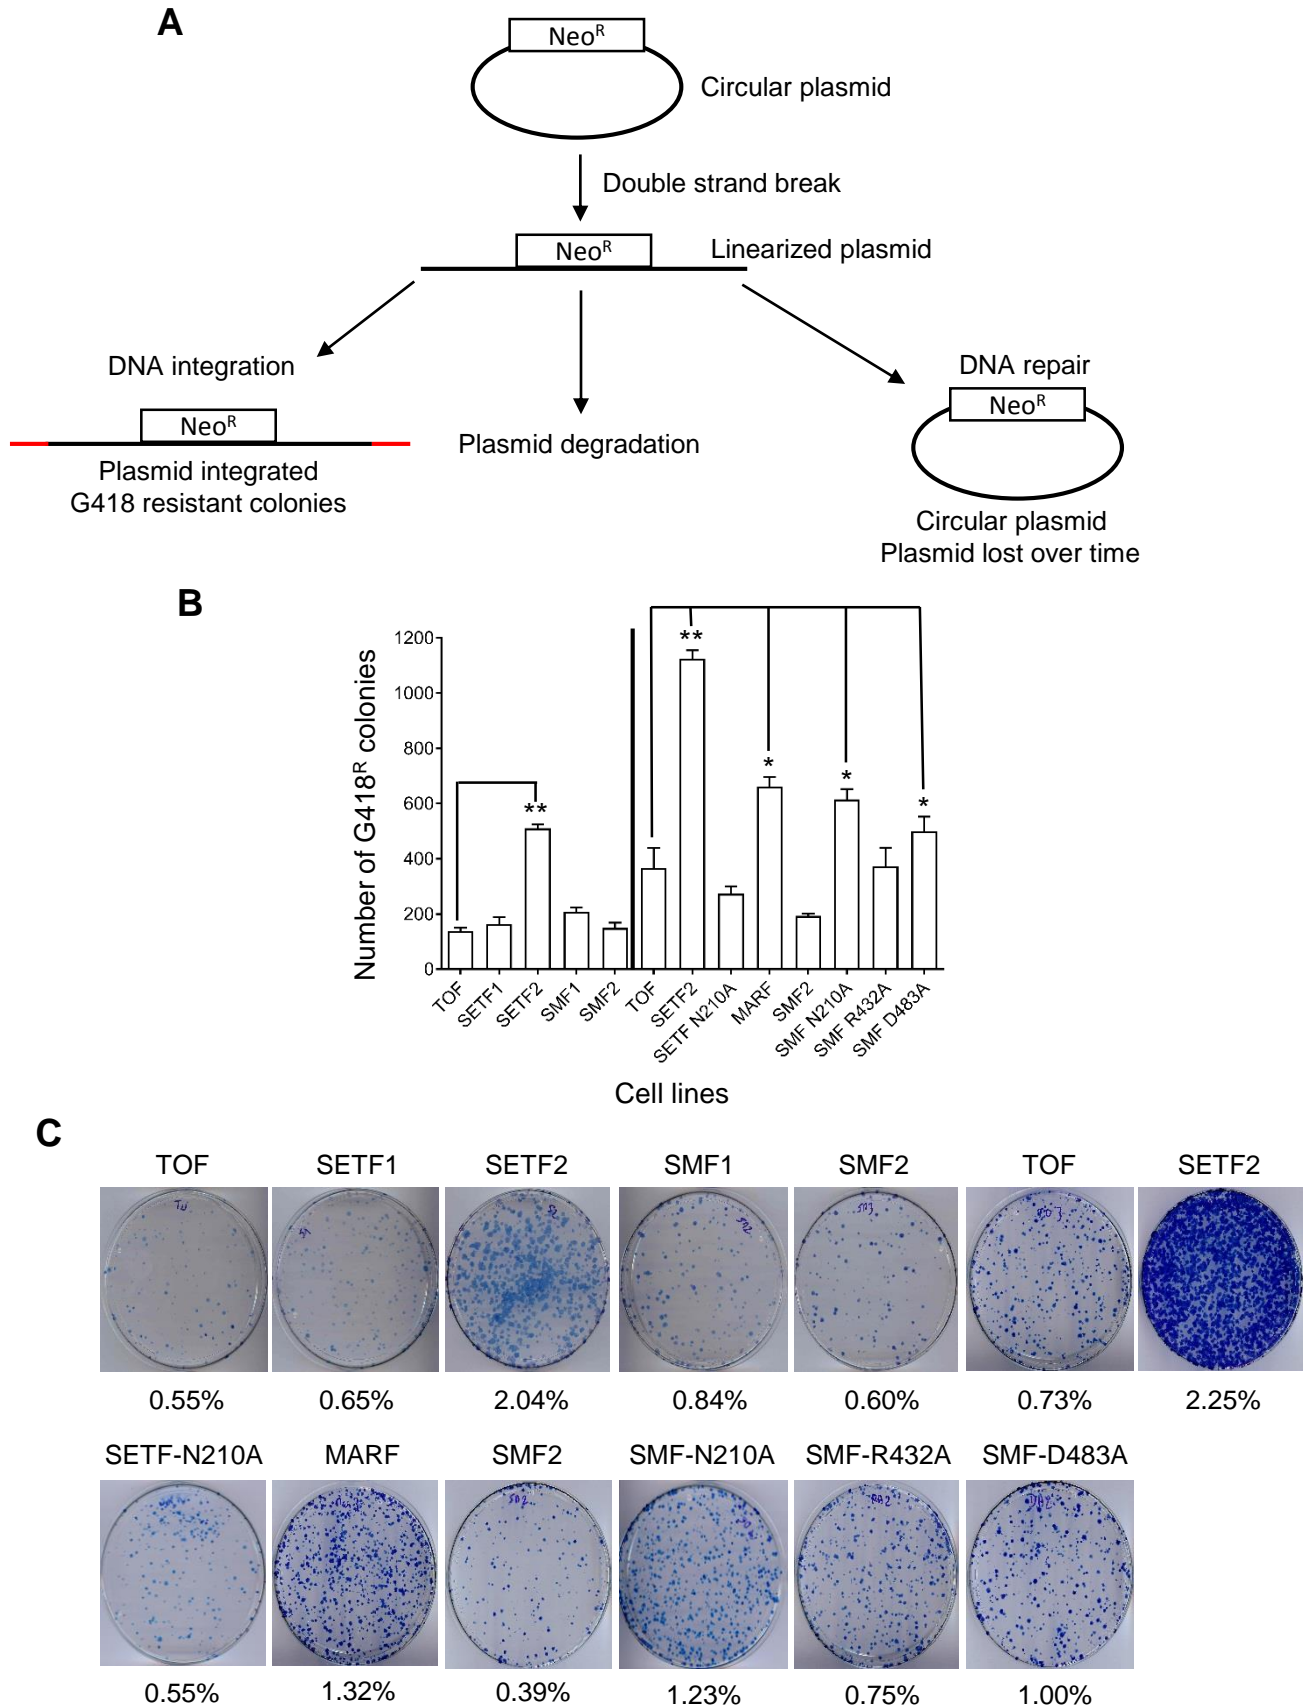 A
Neo^R
Circular plasmid
Double strand break
Neo^R
Linearized plasmid
DNA integration
Neo^R
Plasmid integrated
G418 resistant colonies
Plasmid degradation
DNA repair
Neo^R
Circular plasmid
Plasmid lost over time
B
Number of G418^R colonies
1200
1000
800
600
400
200
0
**
**
*
*
*
TOF
SETF1
SETF2
SMF1
SMF2
TOF
SETF2
SETF N210A
MARF
SMF2
SMF N210A
SMF R432A
SMF D483A
Cell lines
C
TOF SETF1 SETF2 SMF1 SMF2 TOF SETF2
0.55% 0.65% 2.04% 0.84% 0.60% 0.73% 2.25%
SETF-N210A MARF SMF2 SMF-N210A SMF-R432A SMF-D483A
0.55% 1.32% 0.39% 1.23% 0.75% 1.00%